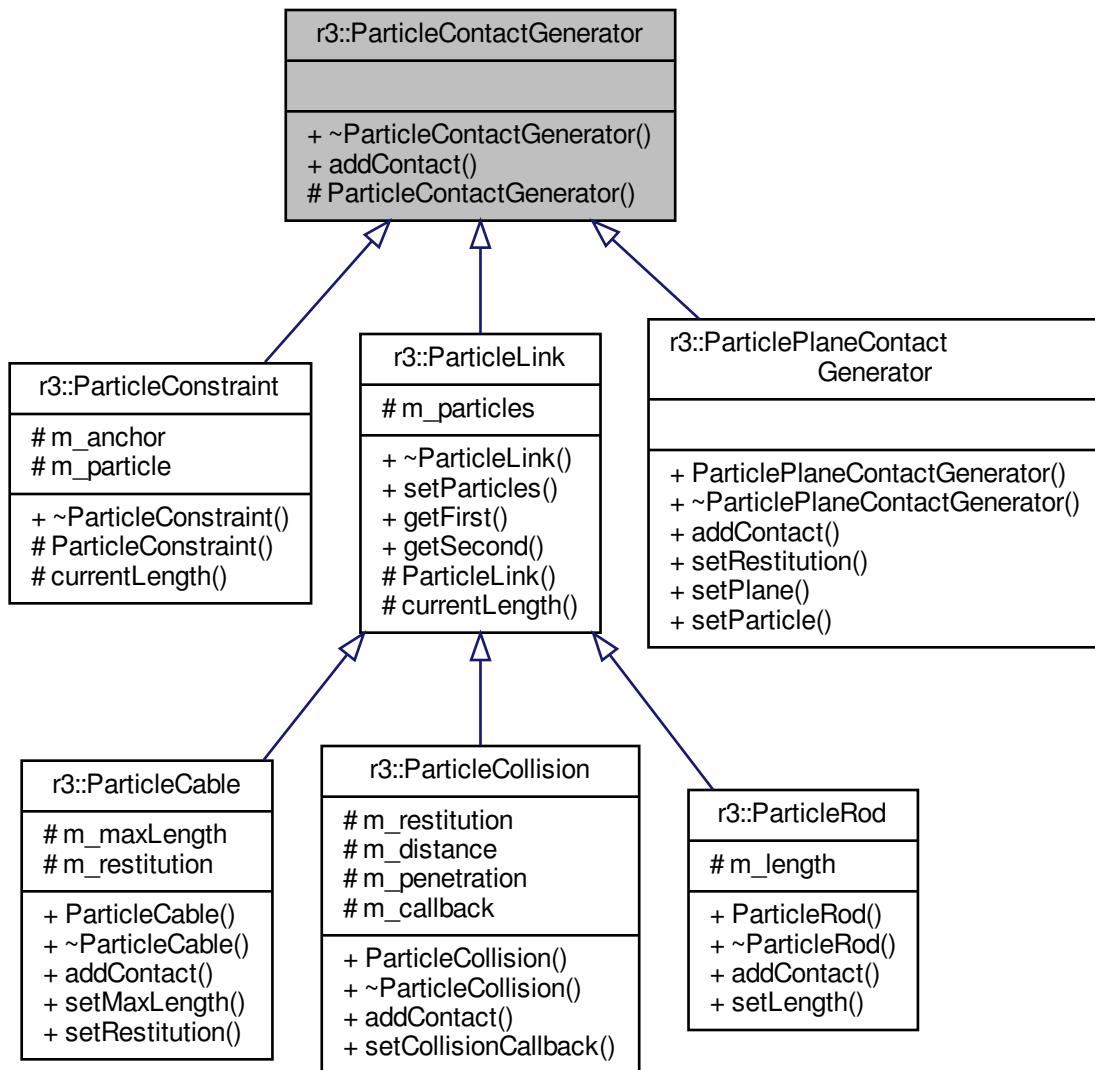 r3::ParticleContactGenerator
+ ~ParticleContactGenerator()
+ addContact()
# ParticleContactGenerator()
r3::ParticleConstraint
# m_anchor
# m_particle
+ ~ParticleConstraint()
# ParticleConstraint()
# currentLength()
r3::ParticleLink
# m_particles
+ ~ParticleLink()
+ setParticles()
+ getFirst()
+ getSecond()
# ParticleLink()
# currentLength()
r3::ParticlePlaneContact
Generator
+ ParticlePlaneContactGenerator()
+ ~ParticlePlaneContactGenerator()
+ addContact()
+ setRestitution()
+ setPlane()
+ setParticle()
r3::ParticleCable
# m_maxLength
# m_restitution
+ ParticleCable()
+ ~ParticleCable()
+ addContact()
+ setMaxLength()
+ setRestitution()
r3::ParticleCollision
# m_restitution
# m_distance
# m_penetration
# m_callback
+ ParticleCollision()
+ ~ParticleCollision()
+ addContact()
+ setCollisionCallback()
r3::ParticleRod
# m_length
+ ParticleRod()
+ ~ParticleRod()
+ addContact()
+ setLength()